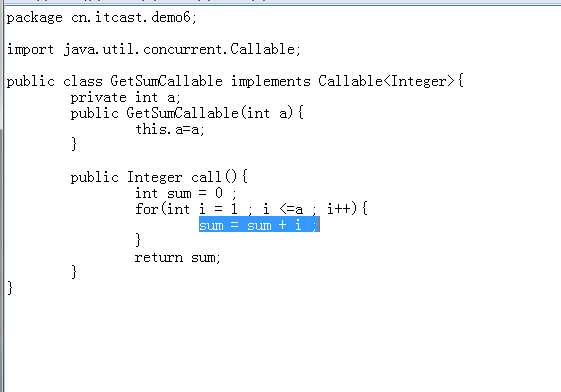 package cn.itcast.demo6;
import java.util.concurrent.Callable;
public class GetSumCallable implements Callable<Integer>{
private int a;
public GetSumCallable(int a){
this.a=a;
}
public Integer call(){
int sum = 0 ;
for(int i = 1 ; i <=a ; i++){
sum = sum + i ;
}
return sum;
}
}